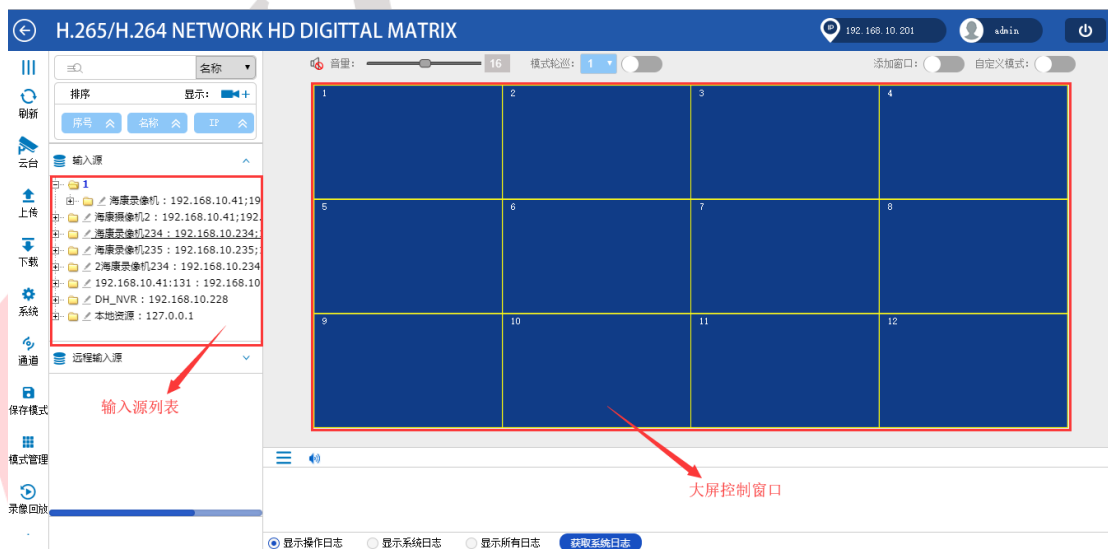 H.265/H.264 NETWORK HD DIGITTAL MATRIX
IP 192.168.10.201 admin
名称
音量: 16 模式轮巡: 1 添加窗口: 自定义模式:
排序 显示:
序号 名称 IP
刷新
云台
上传
下载
系统
通道
保存模式
模式管理
录像回放
输入源
1
海康录像机 : 192.168.10.41;19
海康摄像机2 : 192.168.10.41;192.
海康录像机234 : 192.168.10.234;
海康录像机235 : 192.168.10.235;
2海康录像机234 : 192.168.10.234
192.168.10.41:131 : 192.168.10
DH_NVR : 192.168.10.228
本地资源 : 127.0.0.1
远程输入源
输入源列表
1 2 3 4
5 6 7 8
9 10 11 12
大屏控制窗口
显示操作日志 显示系统日志 显示所有日志 获取系统日志